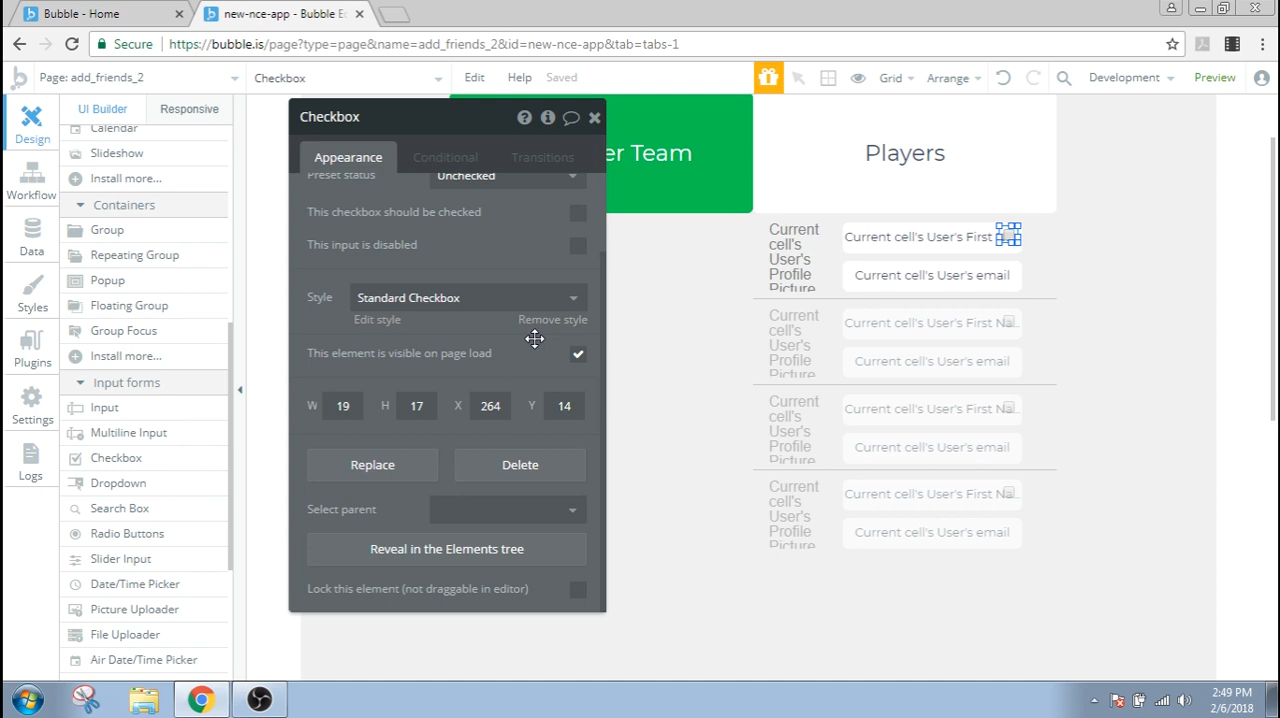 Bubble - Home
new-nce-app - Bubble Ec
Secure
https://bubble.is/page?type=page&name=add_friends_2&id=new-nce-app&tab=tabs-1
Page: add_friends_2
Checkbox
Edit
Help
Saved
Grid
Arrange
Development
Preview
Design
Workflow
Data
Styles
Plugins
Settings
Logs
UI Builder
Responsive
Calendar
Slideshow
Install more...
Containers
Group
Repeating Group
Popup
Floating Group
Group Focus
Install more...
Input forms
Input
Multiline Input
Checkbox
Dropdown
Search Box
Radio Buttons
Slider Input
Date/Time Picker
Picture Uploader
File Uploader
Air Date/Time Picker
Checkbox
Appearance
Conditional
Transitions
Preset status
Unchecked
This checkbox should be checked
This input is disabled
Style
Standard Checkbox
Edit style
Remove style
This element is visible on page load
W 19 H 17 X 264 Y 14
Replace
Delete
Select parent
Reveal in the Elements tree
Lock this element (not draggable in editor)
er Team
Players
Current
cell's
User's
Profile
Picture
Current cell's User's First
Current cell's User's email
Current
cell's
User's
Profile
Picture
Current cell's User's First Na...
Current cell's User's email
Current
cell's
User's
Profile
Picture
Current cell's User's First Na...
Current cell's User's email
Current
cell's
User's
Profile
Picture
Current cell's User's First Na...
Current cell's User's email
2:49 PM
2/6/2018